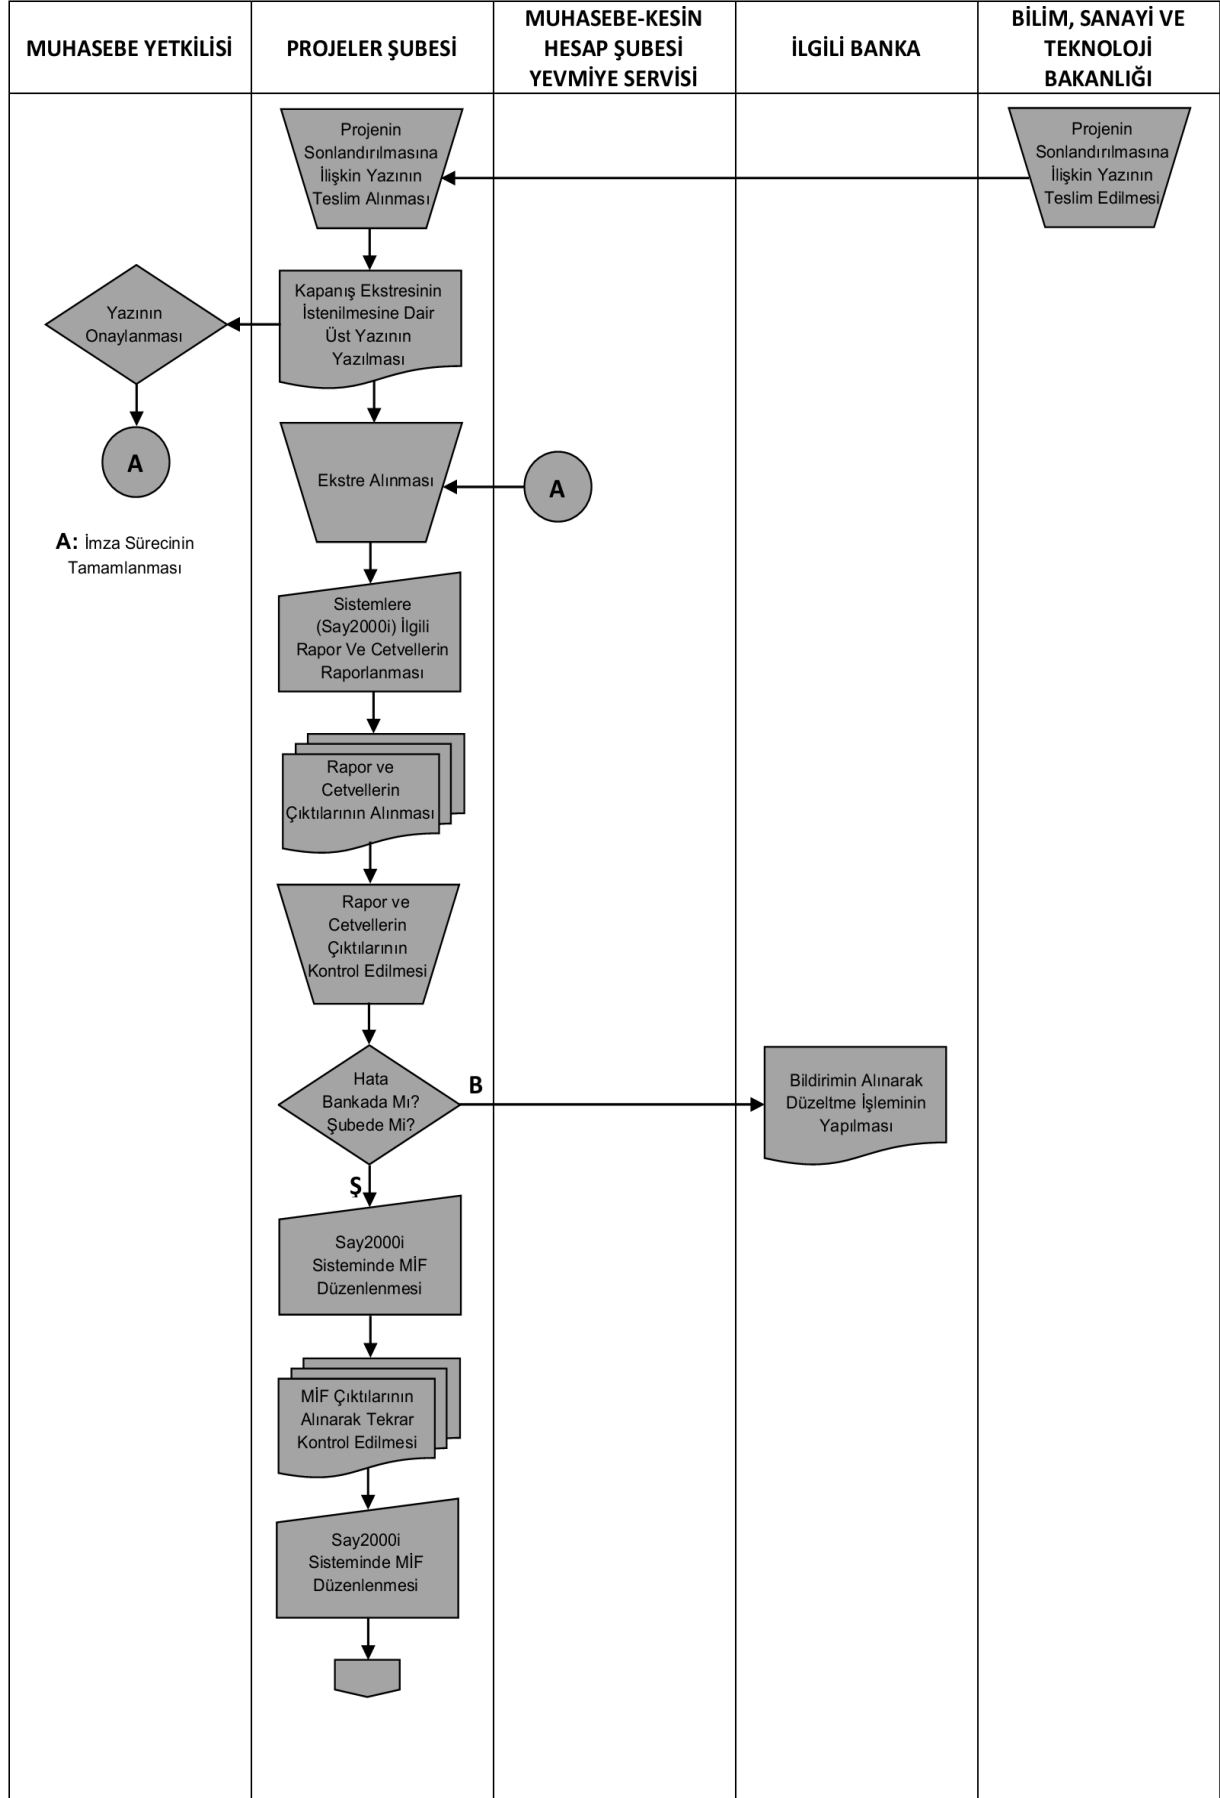 MUHASEBE YETKİLİSİ
PROJELER ŞUBESİ
MUHASEBE-KESİN
HESAP ŞUBESİ
YEVMİYE SERVİSİ
İLGİLİ BANKA
BİLİM, SANAYİ VE
TEKNOLOJİ
BAKANLIĞI
Projenin
Sonlandırılmasına
İlişkin Yazının
Teslim Alınması
Projenin
Sonlandırılmasına
İlişkin Yazının
Teslim Edilmesi
Yazının
Onaylanması
Kapanış Ekstresinin
İstenilmesine Dair
Üst Yazının
Yazılması
A
Ekstre Alınması
A
A: İmza Sürecinin
Tamamlanması
Sistemlere
(Say2000i) İlgili
Rapor Ve Cetvellerin
Raporlanması
Rapor ve
Cetvellerin
Çıktılarının Alınması
Rapor ve
Cetvellerin
Çıktılarının
Kontrol Edilmesi
Hata
Bankada Mı?
Şubede Mi?
B
Bildirimin Alınarak
Düzeltme İşleminin
Yapılması
Ş
Say2000i
Sisteminde MİF
Düzenlenmesi
MİF Çıktılarının
Alınarak Tekrar
Kontrol Edilmesi
Say2000i
Sisteminde MİF
Düzenlenmesi